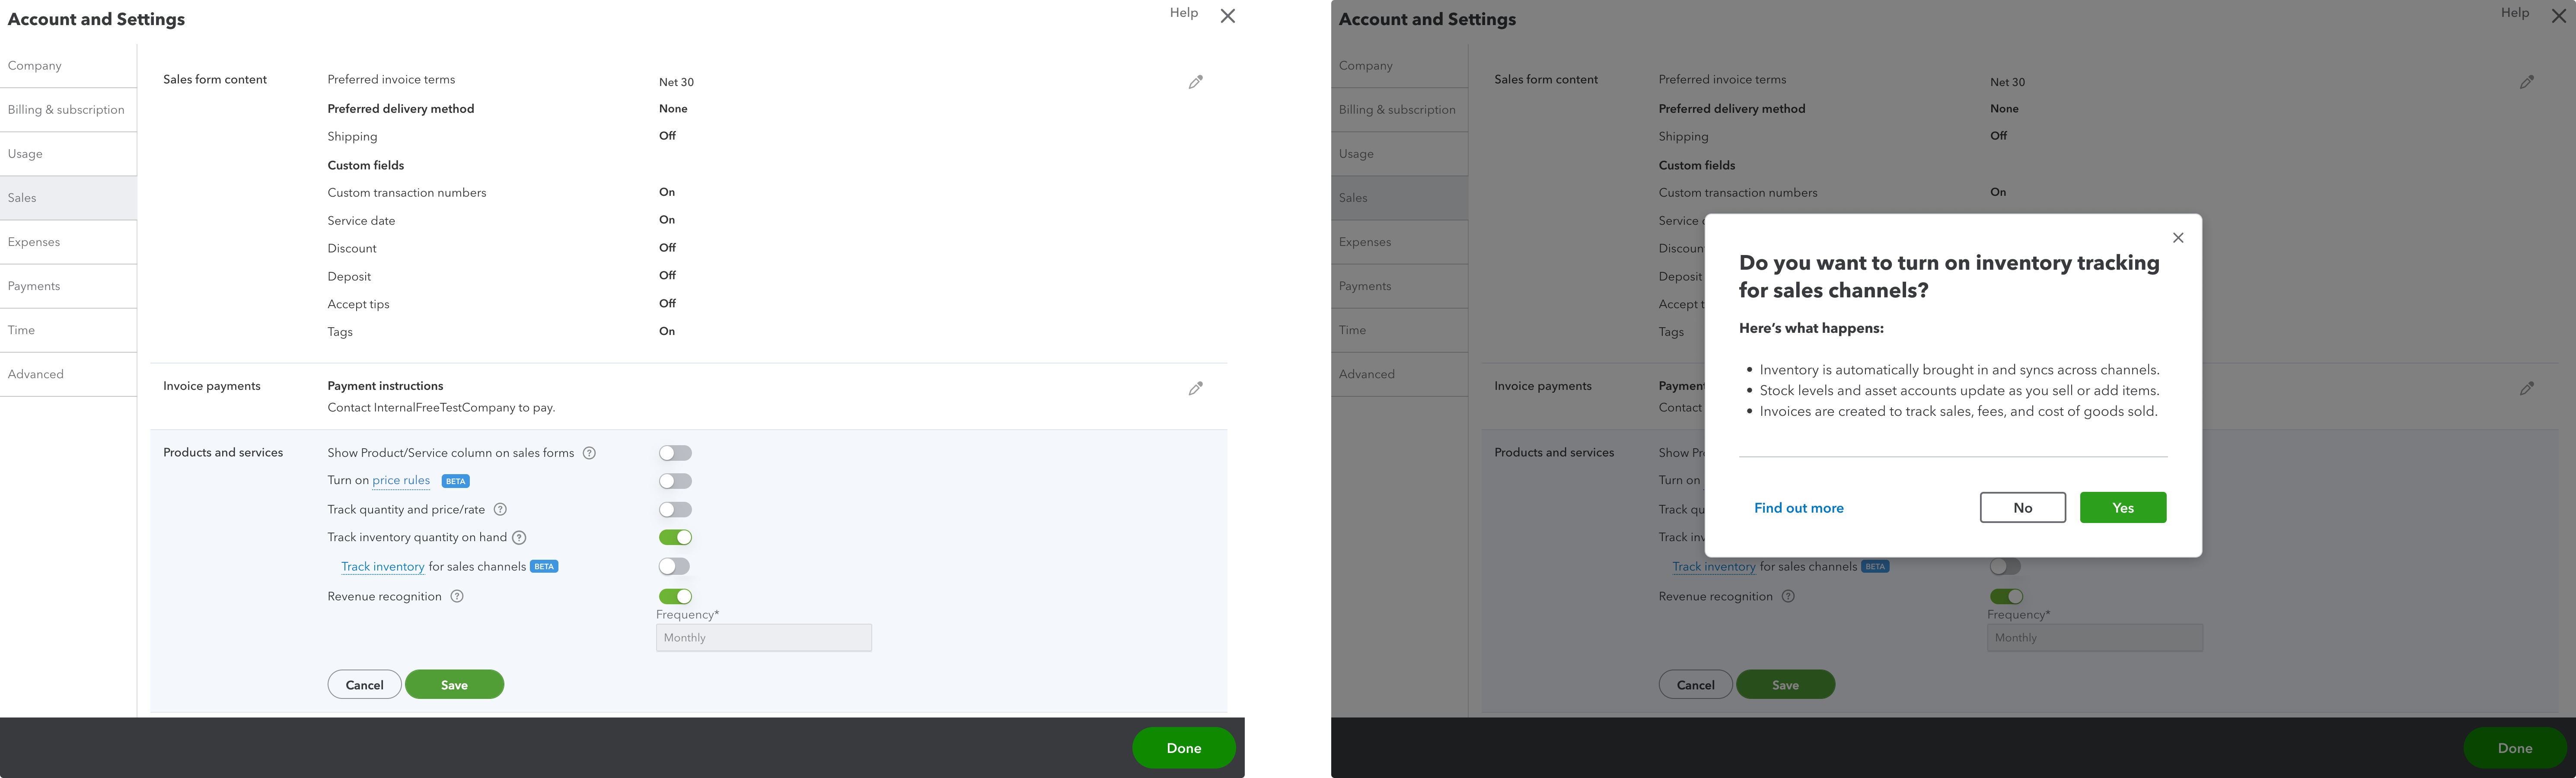 Account and Settings
Help
Company
Billing & subscription
Usage
Sales
Expenses
Payments
Time
Advanced
Sales form content
Preferred invoice terms Net 30
Preferred delivery method None
Shipping Off
Custom fields
Custom transaction numbers On
Service date On
Discount Off
Deposit Off
Accept tips Off
Tags On
Invoice payments
Payment instructions
Contact InternalFreeTestCompany to pay.
Products and services
Show Product/Service column on sales forms ?
Turn on price rules BETA
Track quantity and price/rate ?
Track inventory quantity on hand ?
Track inventory for sales channels BETA
Revenue recognition ?
Frequency*
Monthly
Cancel Save
Done
Account and Settings
Help
Company
Billing & subscription
Usage
Sales
Expenses
Payments
Time
Advanced
Sales form content
Preferred invoice terms Net 30
Preferred delivery method None
Shipping Off
Custom fields
Custom transaction numbers On
Service
Discoun
Deposit
Accept t
Tags
Invoice payments
Paymen
Contact
Products and services
Show Pr
Turn on
Track qu
Track inv
Track inventory for sales channels BETA
Revenue recognition ?
Frequency*
Monthly
Cancel Save
Done
Do you want to turn on inventory tracking
for sales channels?
Here's what happens:
• Inventory is automatically brought in and syncs across channels.
• Stock levels and asset accounts update as you sell or add items.
• Invoices are created to track sales, fees, and cost of goods sold.
Find out more No Yes